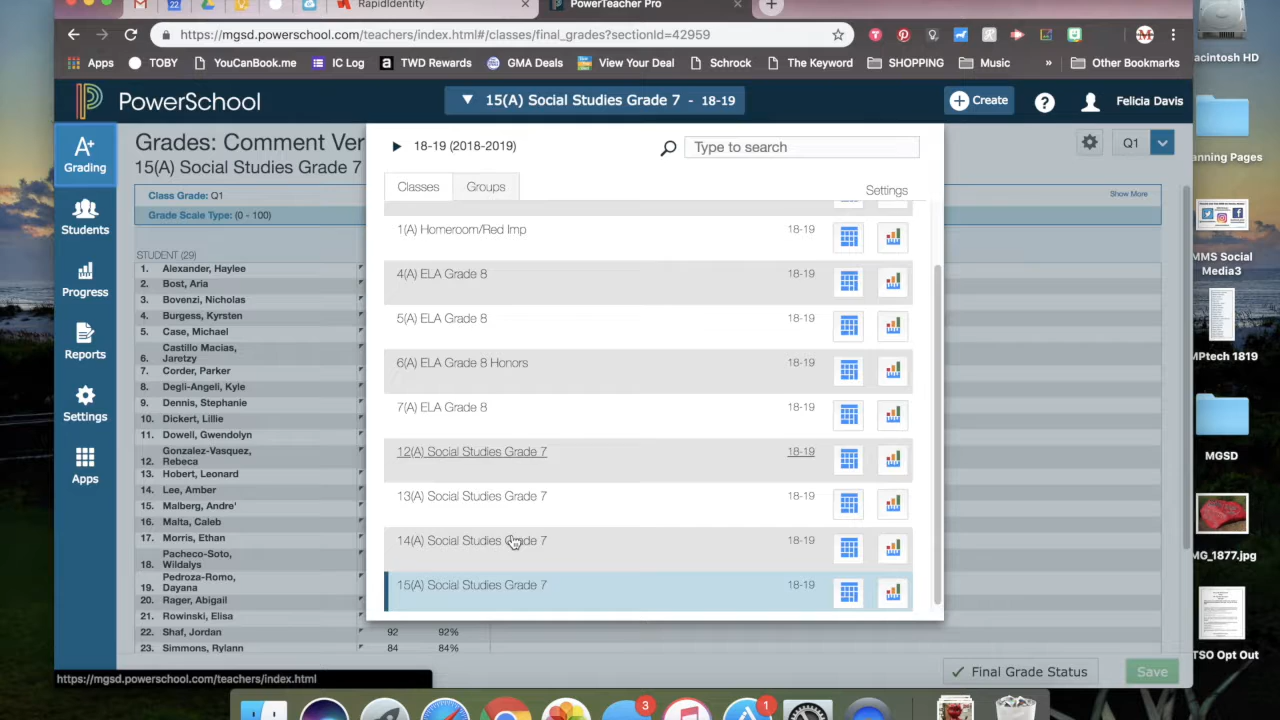 22
RapidIdentity
PowerTeacher Pro
https://mgsd.powerschool.com/teachers/index.html#/classes/final_grades?sectionId=42959
Apps
TOBY
YouCanBook.me
IC Log
a TWD Rewards
GMA Deals
View Your Deal
Schrock
The Keyword
SHOPPING
Music
»
Other Bookmarks
PowerSchool
15(A) Social Studies Grade 7 - 18-19
Create
?
Felicia Davis
A+
Grading
Students
Progress
Reports
Settings
Apps
Grades: Comment Ver
15(A) Social Studies Grade 7
Q1
Class Grade: Q1
Show More
Grade Scale Type: (0 - 100)
STUDENT (29)
1. Alexander, Haylee
2. Bost, Aria
3. Bovenzi, Nicholas
4. Burgess, Kyrsten
5. Case, Michael
Castillo Macias,
6. Jaretzy
7. Corder, Parker
8. Degli-Angeli, Kyle
9. Dennis, Stephanie
10. Dickert, Lillie
11. Dowell, Gwendolyn
Gonzalez-Vasquez,
12. Rebeca
13. Hobert, Leonard
14. Lee, Amber
15. Malberg, Andre'
16. Malta, Caleb
17. Morris, Ethan
Pacheco-Soto,
18. Wildalys
Pedroza-Romo,
19. Dayana
20. Rager, Abigail
21. Rowinski, Elisa
22. Shaf, Jordan 92 92%
23. Simmons, Rylann 84 84%
18-19 (2018-2019)
Type to search
Classes
Groups
Settings
1(A) Homeroom/Rdg Imp 18-19
4(A) ELA Grade 8 18-19
5(A) ELA Grade 8 18-19
6(A) ELA Grade 8 Honors 18-19
7(A) ELA Grade 8 18-19
12(A) Social Studies Grade 7 18-19
13(A) Social Studies Grade 7 18-19
14(A) Social Studies Grade 7 18-19
15(A) Social Studies Grade 7 18-19
Final Grade Status
Save
https://mgsd.powerschool.com/teachers/index.html
acintosh HD
anning Pages
MMS Social
Media3
MPtech 1819
MGSD
MG_1877.jpg
TSO Opt Out
3
1